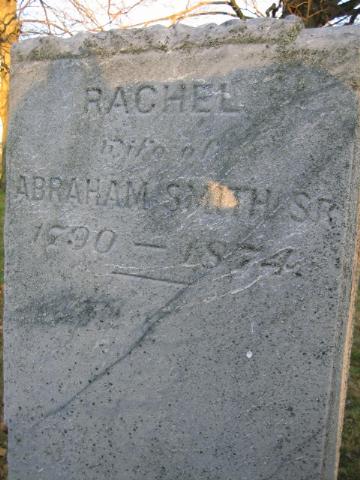 RACHEL
Wife of
ABRAHAM SMITH SR.
1790 – 1874.